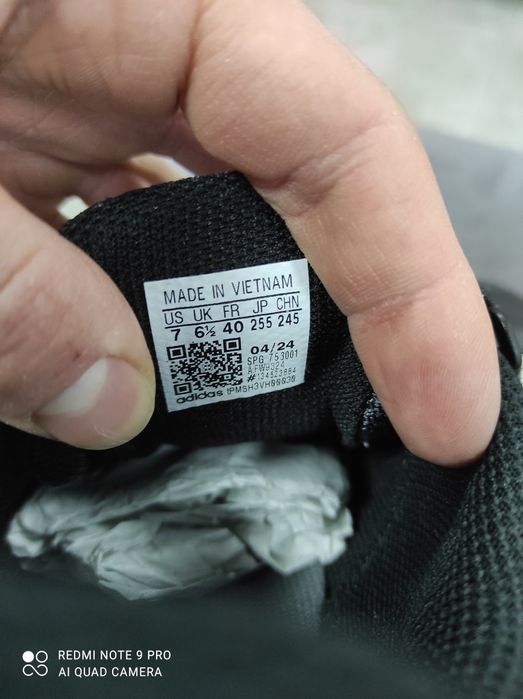 MADE IN VIETNAM
US UK FR JP CHN
7 6½ 40 255 245
04/24
SPG 753001
#134523884
adidas
REDMI NOTE 9 PRO
AI QUAD CAMERA